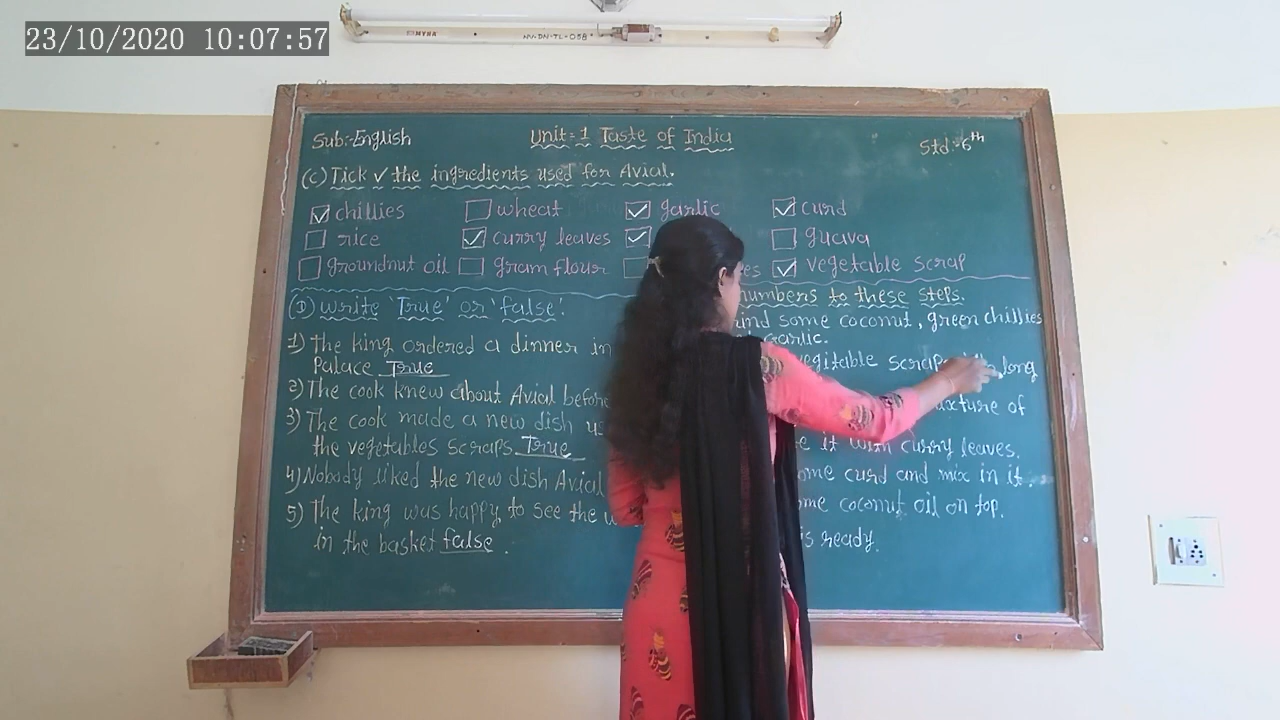 23/10/2020 10:07:57
MYRA
Sub:-English
Unit=1 Taste of India
Std:-6th
(C) Tick ✓ the ingredients used for Avial.
☑ chillies ☐ wheat ☑ garlic ☑ curd
☐ rice ☑ curry leaves ☑ ☐ guava
☐ groundnut oil ☐ gram flour ☐ ☑ vegetable scrap
(D) Write 'True' or 'false'.
1) The king ordered a dinner in
Palace True
2) The cook knew about Avial before
3) The cook made a new dish
the vegetables scraps. True
4) Nobody liked the new dish Avial
5) The king was happy to see the
in the basket false .
numbers to these steps.
some coconut, green chillies
garlic.
long
of
it with curry leaves.
curd and mix in it.
coconut oil on top.
is ready.